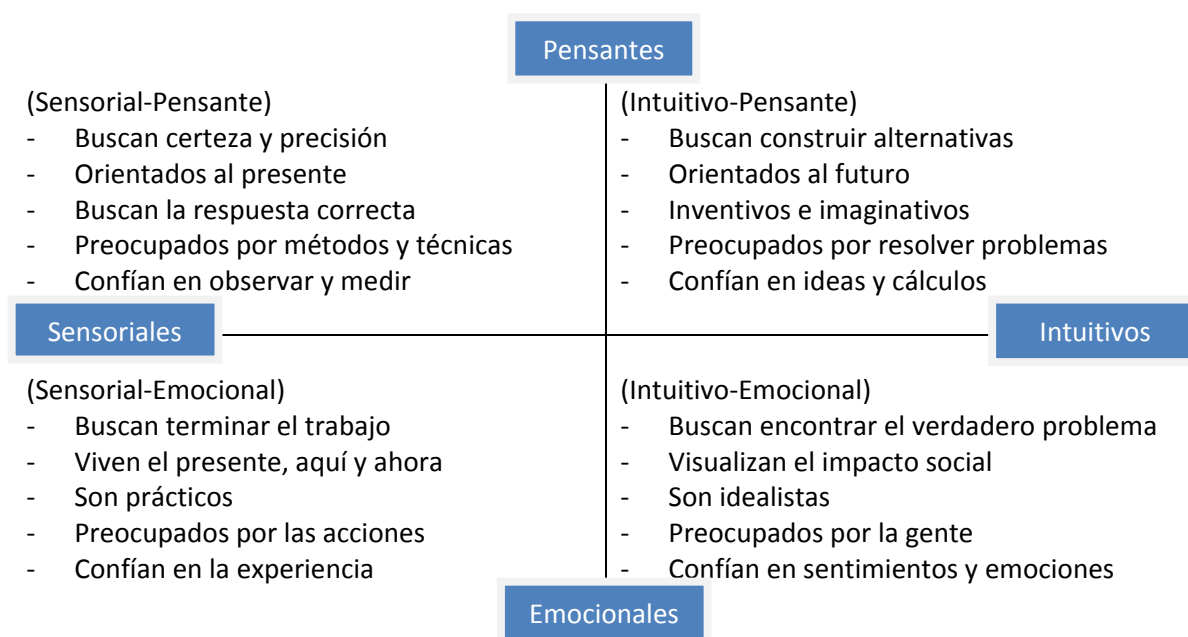 Pensantes
(Sensorial-Pensante)
- Buscan certeza y precisión
- Orientados al presente
- Buscan la respuesta correcta
- Preocupados por métodos y técnicas
- Confían en observar y medir
(Intuitivo-Pensante)
- Buscan construir alternativas
- Orientados al futuro
- Inventivos e imaginativos
- Preocupados por resolver problemas
- Confían en ideas y cálculos
Sensoriales
Intuitivos
(Sensorial-Emocional)
- Buscan terminar el trabajo
- Viven el presente, aquí y ahora
- Son prácticos
- Preocupados por las acciones
- Confían en la experiencia
(Intuitivo-Emocional)
- Buscan encontrar el verdadero problema
- Visualizan el impacto social
- Son idealistas
- Preocupados por la gente
- Confían en sentimientos y emociones
Emocionales